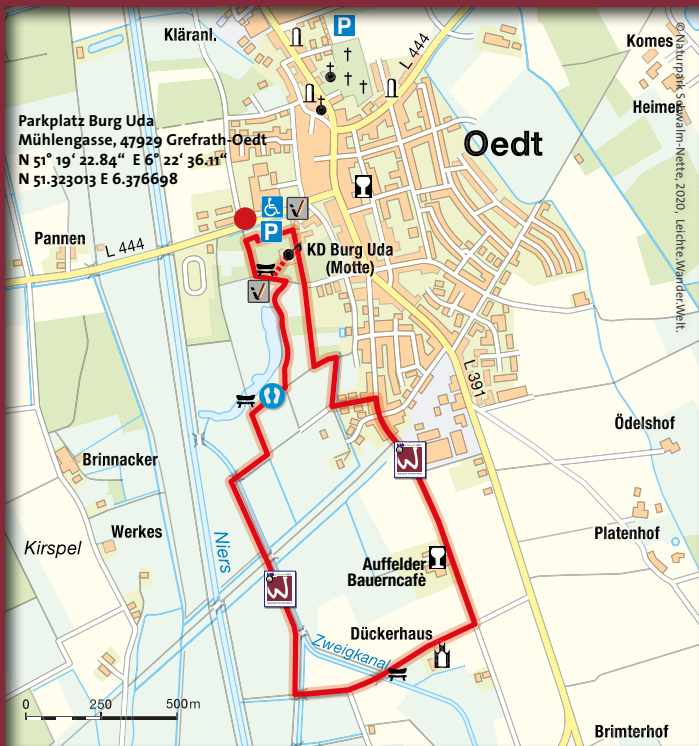 Kläranl.
P
L 444
Komes
Heimer
© Naturpark Schwalm-Nette, 2020, Leichte.Wander.Welt.
Parkplatz Burg Uda
Mühlengasse, 47929 Grefrath-Oedt
N 51° 19‘ 22.84“ E 6° 22‘ 36.11“
N 51.323013 E 6.376698
Oedt
Pannen
L 444
P
KD Burg Uda
(Motte)
L 391
Ödelshof
Brinnacker
W
Werkes
Kirspel
Niers
Platenhof
Auffelder
Bauerncafè
W
Dückerhaus
Zweigkanal
0 250 500m
Brimterhof